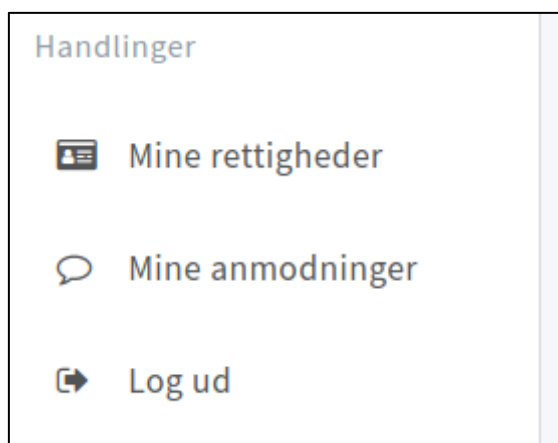 Handlinger
Mine rettigheder
Mine anmodninger
Log ud